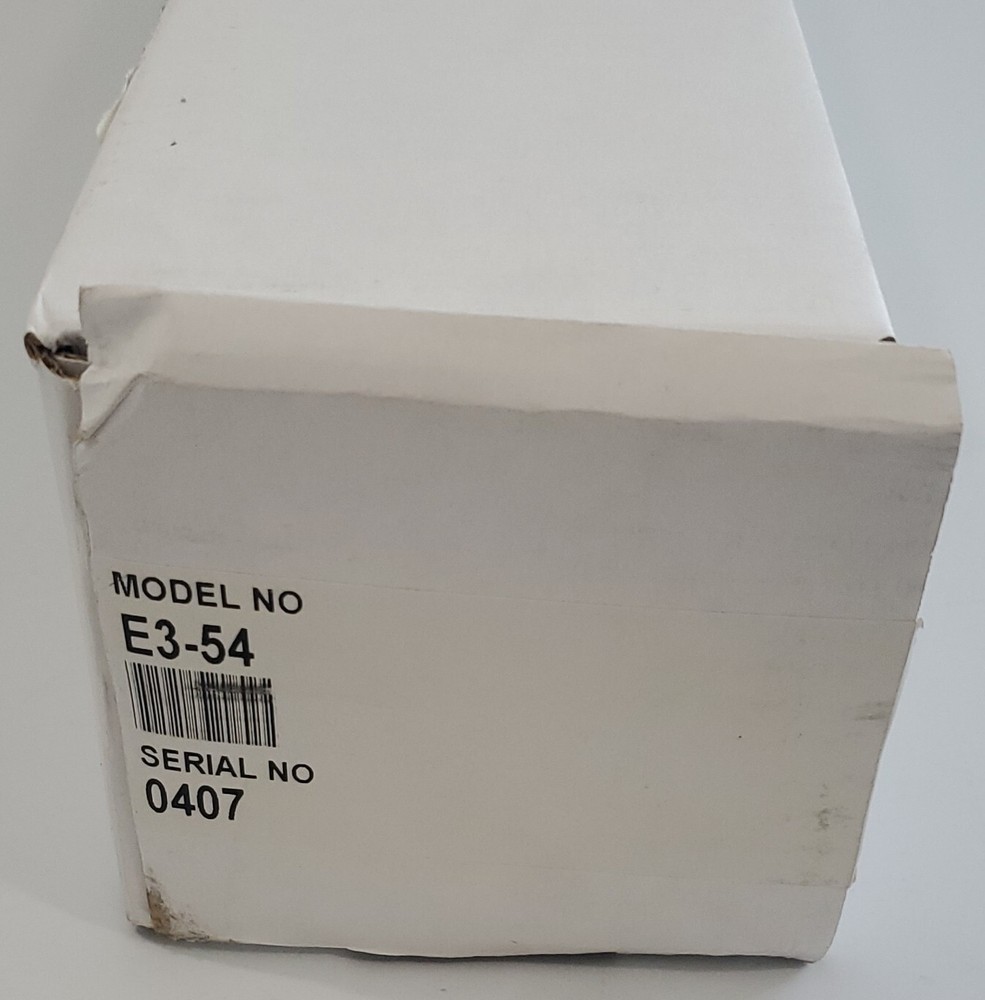 MODEL NO
E3-54
SERIAL NO
0407